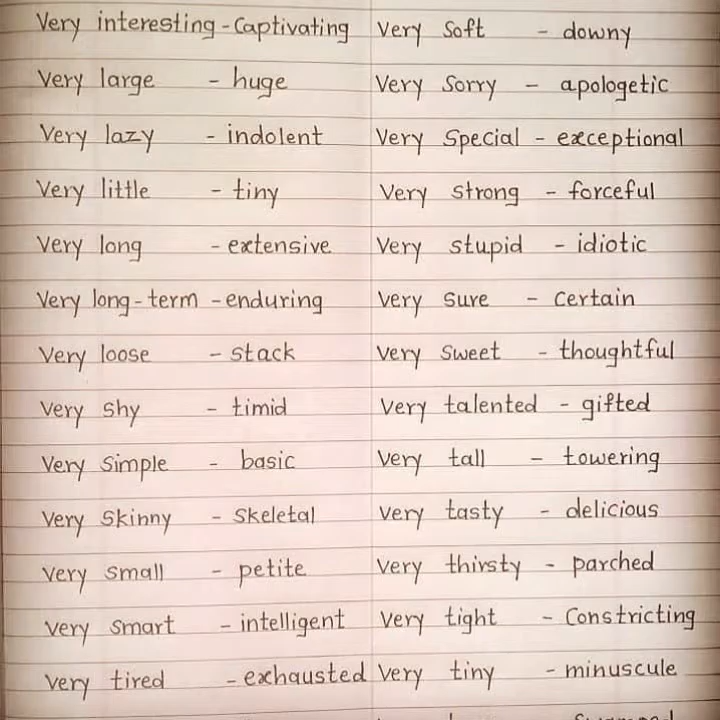 Very interesting - Captivating
Very large - huge
Very lazy - indolent
Very little - tiny
Very long - extensive
Very long-term - enduring
Very loose - stack
Very shy - timid
Very simple - basic
Very skinny - skeletal
Very small - petite
Very smart - intelligent
Very tired - exhausted
Very soft - downy
Very sorry - apologetic
Very special - exceptional
Very strong - forceful
Very stupid - idiotic
Very sure - certain
Very sweet - thoughtful
Very talented - gifted
Very tall - towering
Very tasty - delicious
Very thirsty - parched
Very tight - Constricting
Very tiny - minuscule